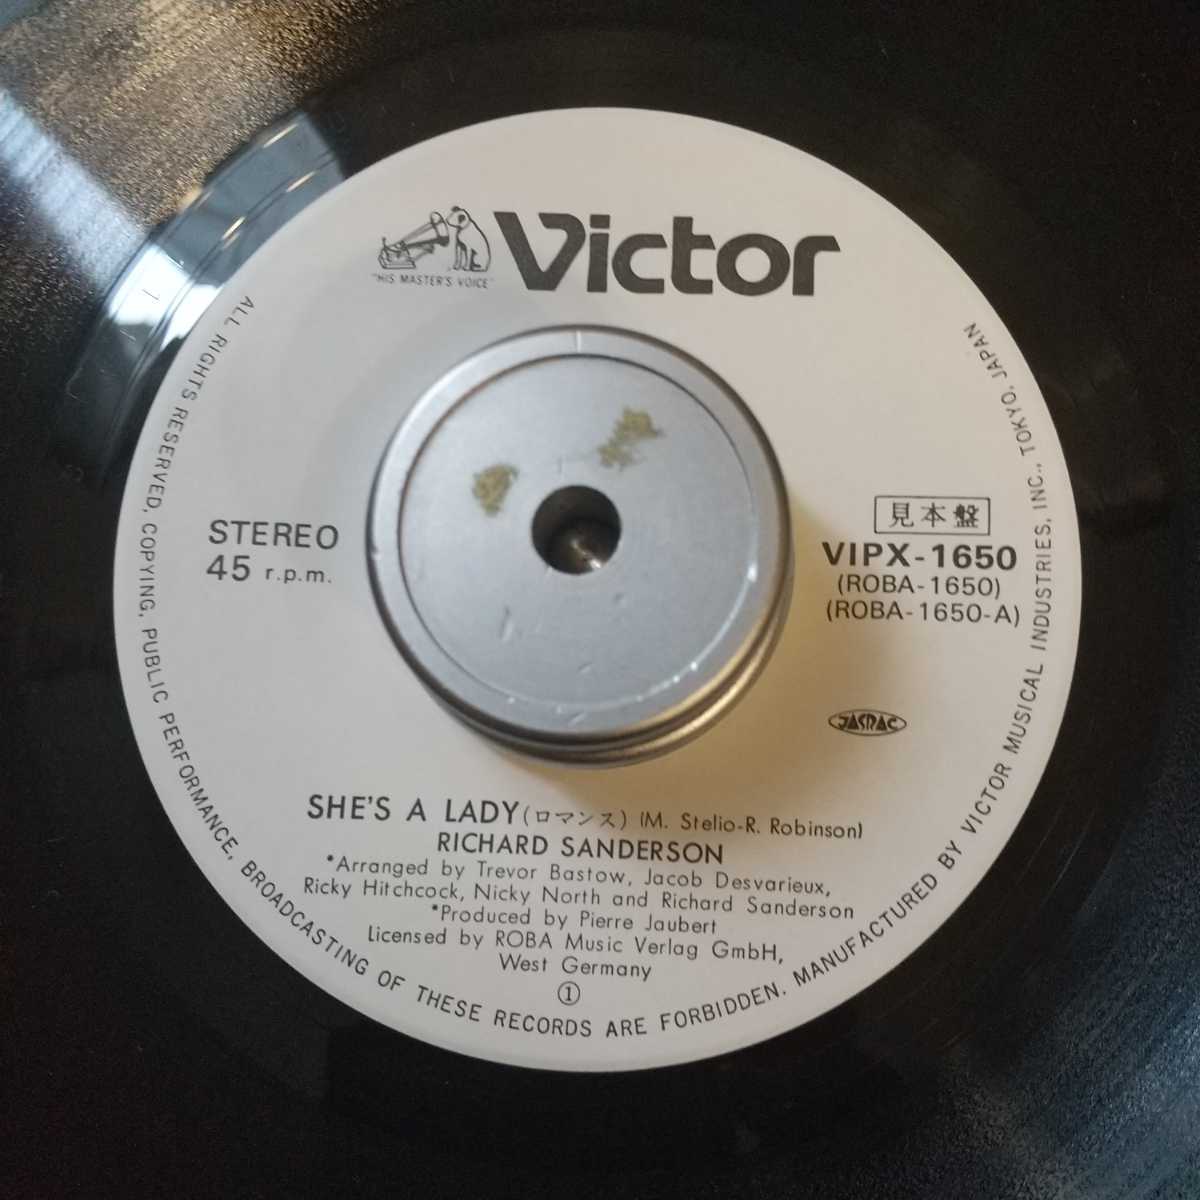 "HIS MASTER'S VOICE"
Victor
STEREO
45 r.p.m.
見本盤
VIPX-1650
(ROBA-1650)
(ROBA-1650-A)
JASRAC
SHE'S A LADY(ロマンス) (M. Stelio-R. Robinson)
RICHARD SANDERSON
*Arranged by Trevor Bastow, Jacob Desvarieux,
Ricky Hitchcock, Nicky North and Richard Sanderson
*Produced by Pierre Jaubert
Licensed by ROBA Music Verlag GmbH,
West Germany
①
ALL RIGHTS RESERVED, COPYING, PUBLIC PERFORMANCE, BROADCASTING OF THESE RECORDS ARE FORBIDDEN. MANUFACTURED BY VICTOR MUSICAL INDUSTRIES, INC., TOKYO, JAPAN